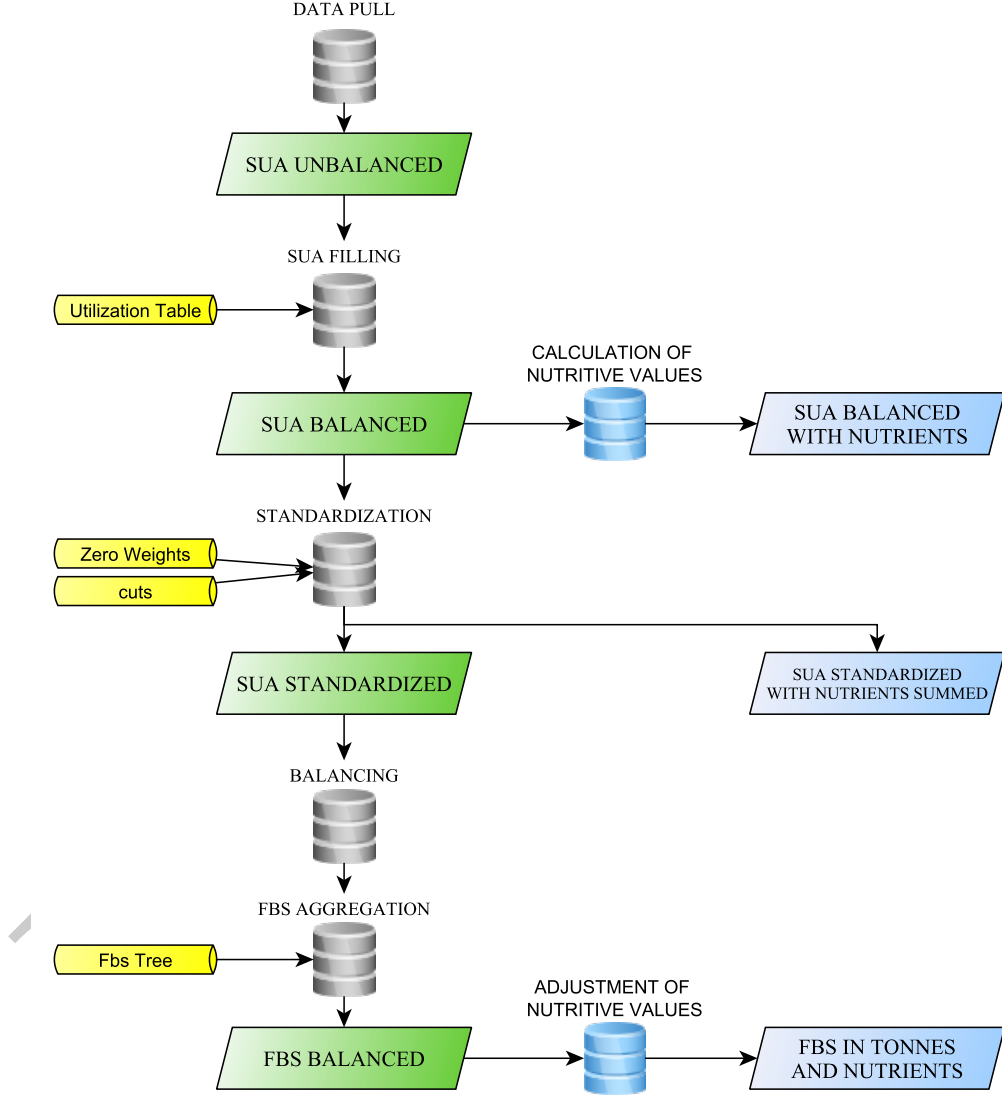 DATA PULL
SUA UNBALANCED
SUA FILLING
Utilization Table
CALCULATION OF
NUTRITIVE VALUES
SUA BALANCED
SUA BALANCED
WITH NUTRIENTS
STANDARDIZATION
Zero Weights
cuts
SUA STANDARDIZED
SUA STANDARDIZED
WITH NUTRIENTS SUMMED
BALANCING
FBS AGGREGATION
Fbs Tree
ADJUSTMENT OF
NUTRITIVE VALUES
FBS BALANCED
FBS IN TONNES
AND NUTRIENTS